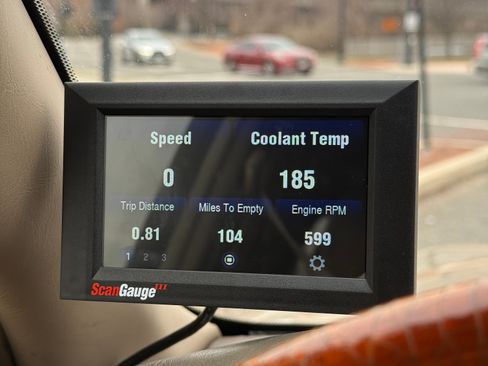 Speed Coolant Temp
0 185
Trip Distance Miles To Empty Engine RPM
0.81 104 599
1 2 3
ScanGauge III